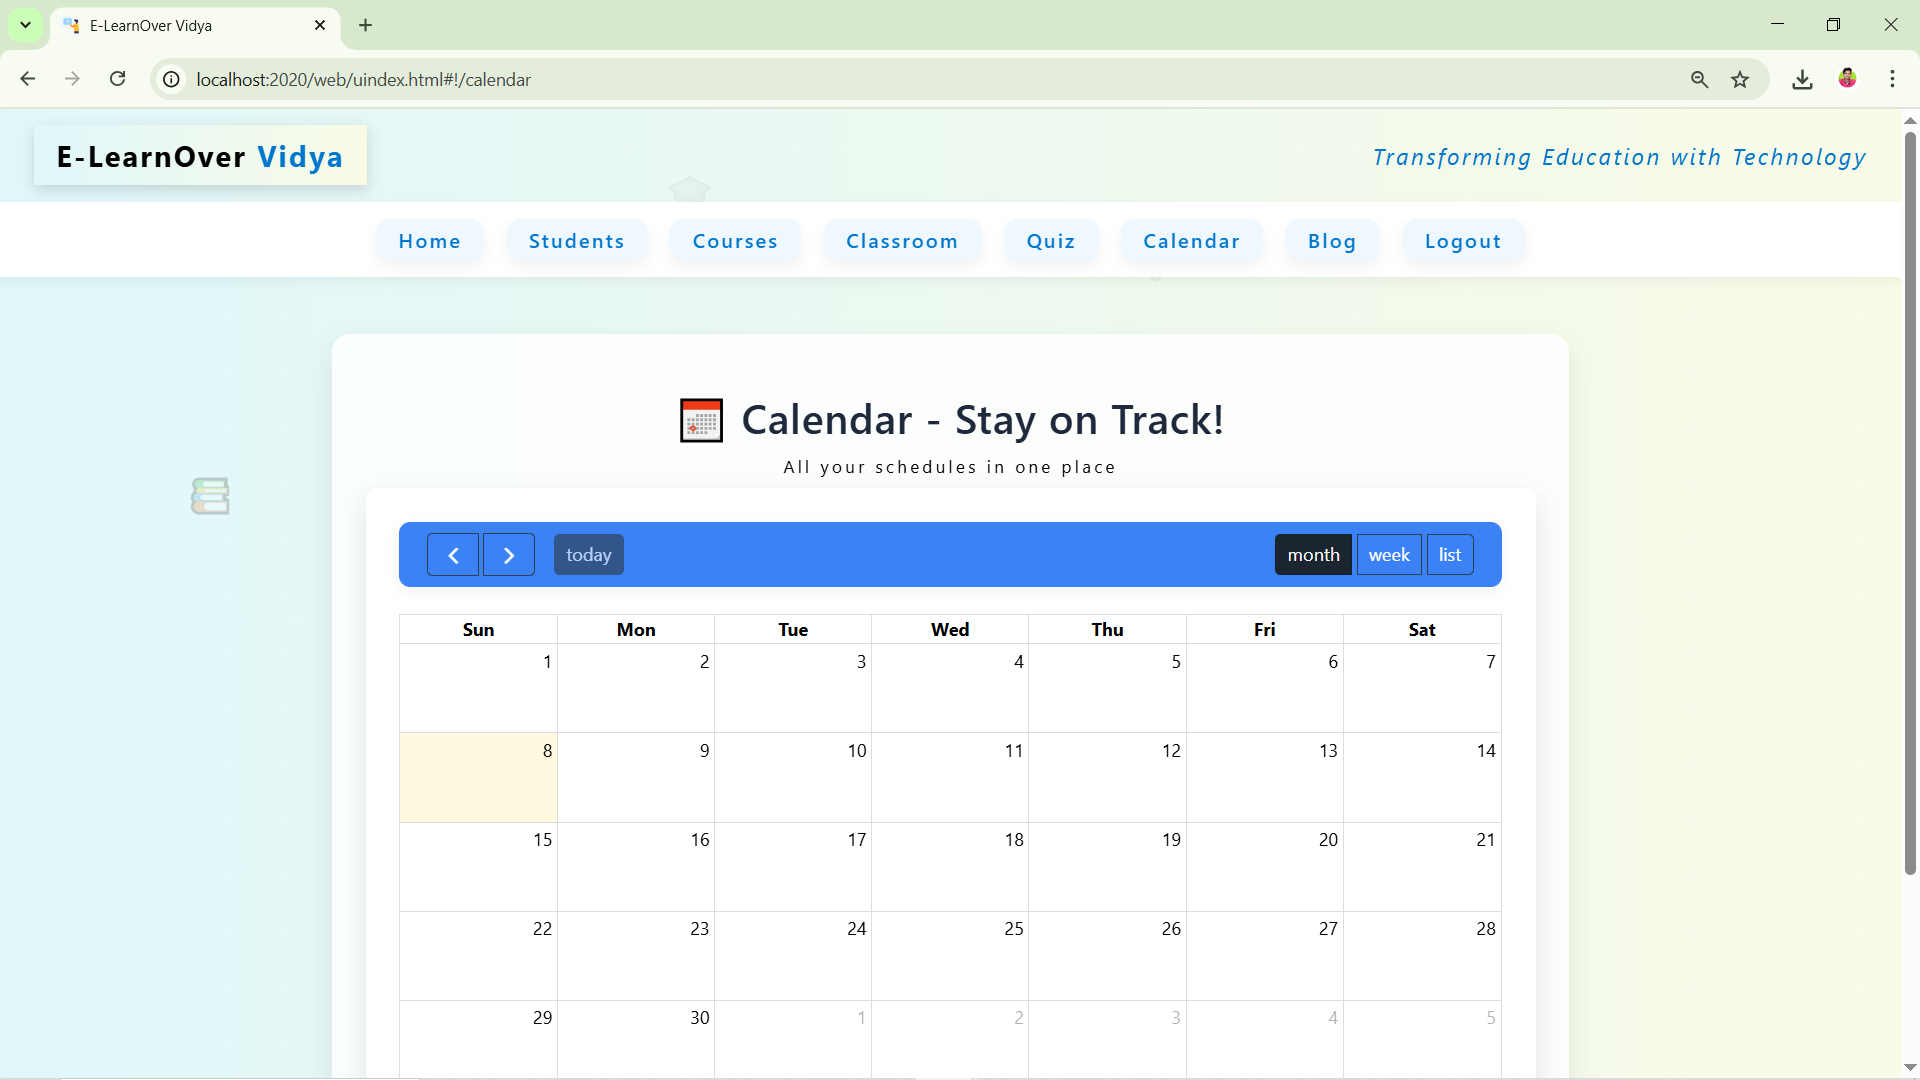 E-LearnOver Vidya
localhost:2020/web/uindex.html#!/calendar
E-LearnOver Vidya
Transforming Education with Technology
Home Students Courses Classroom Quiz Calendar Blog Logout
Calendar - Stay on Track!
All your schedules in one place
today month week list
Sun Mon Tue Wed Thu Fri Sat
1 2 3 4 5 6 7
8 9 10 11 12 13 14
15 16 17 18 19 20 21
22 23 24 25 26 27 28
29 30 1 2 3 4 5